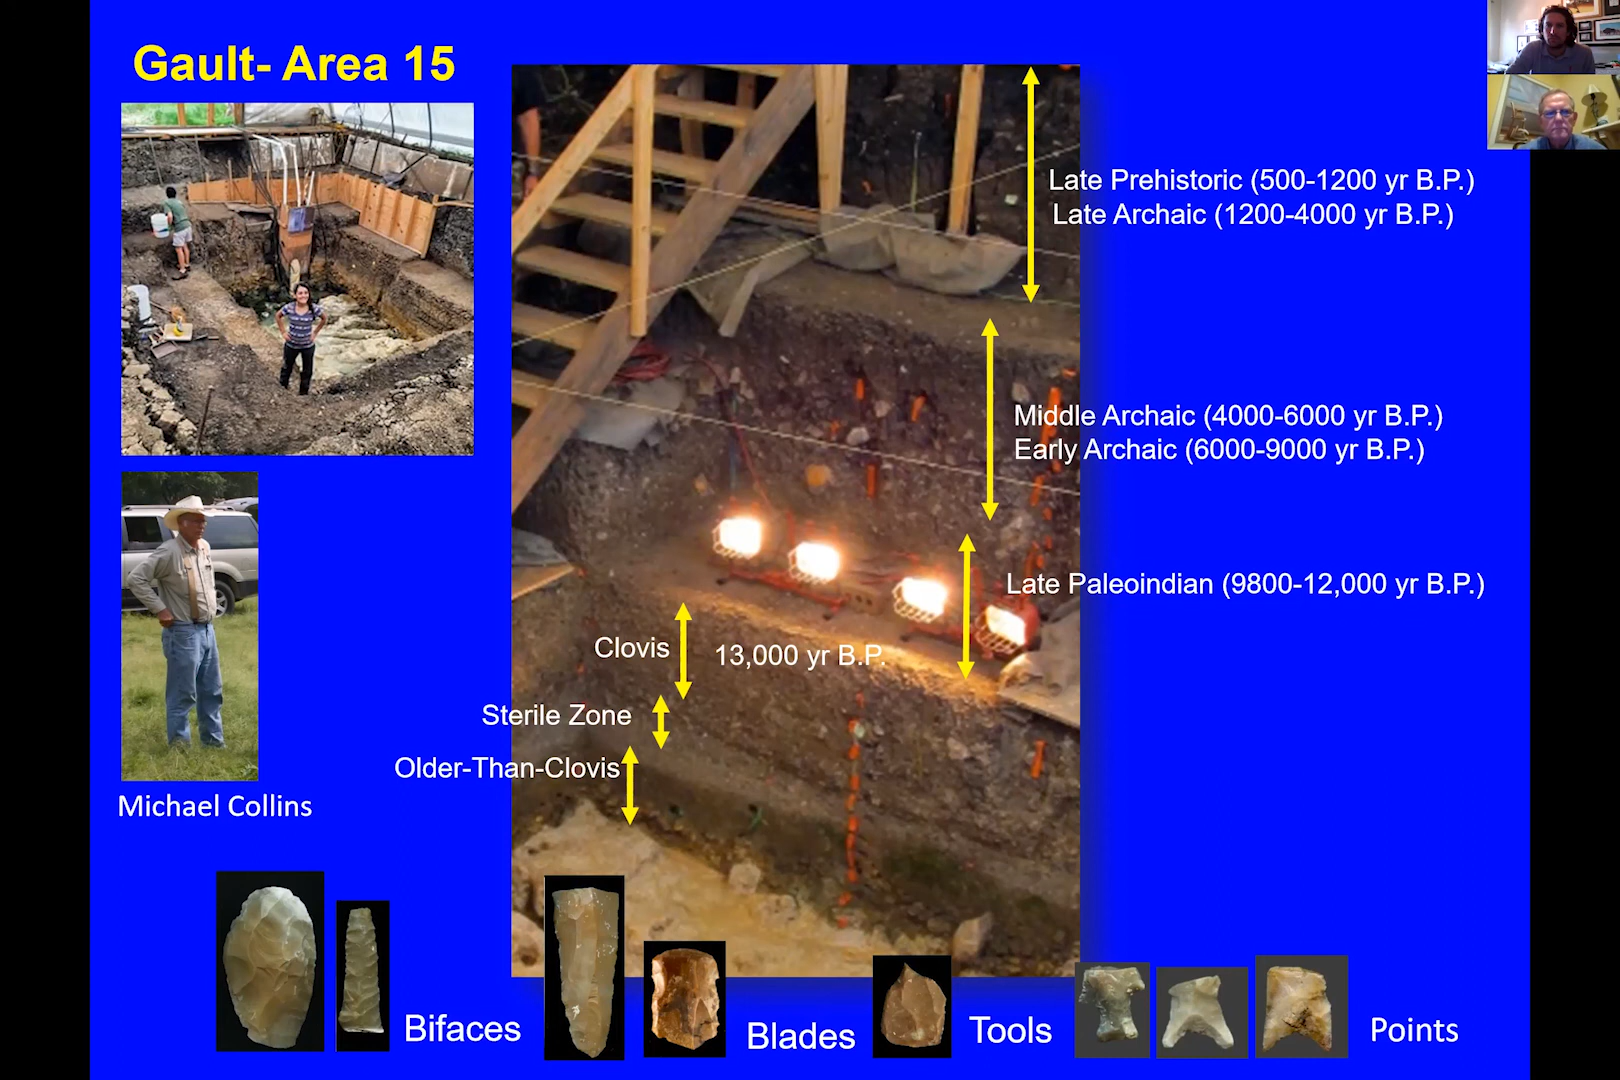 Gault- Area 15
Late Prehistoric (500-1200 yr B.P.)
Late Archaic (1200-4000 yr B.P.)
Middle Archaic (4000-6000 yr B.P.)
Early Archaic (6000-9000 yr B.P.)
Late Paleoindian (9800-12,000 yr B.P.)
Clovis
13,000 yr B.P.
Sterile Zone
Older-Than-Clovis
Michael Collins
Bifaces
Blades
Tools
Points